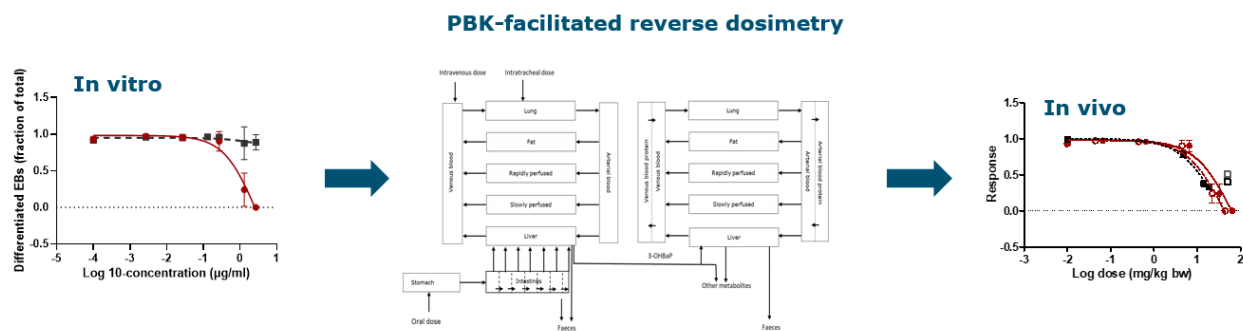 PBK-facilitated reverse dosimetry
In vitro
Differentiated EBs (fraction of total)
1.5
1.0
0.5
0.0
-0.5
-5 -4 -3 -2 -1 0 1
Log 10-concentration (µg/ml)
Intravenous dose
Intratracheal dose
Venous blood
Lung
Fat
Rapidly perfused
Slowly perfused
Liver
Arterial blood
Stomach
Intestines
Oral dose
Faeces
3-OHBaP
Venous blood protein
Venous blood
Lung
Fat
Rapidly perfused
Slowly perfused
Liver
Arterial blood
Arterial blood protein
Other metabolites
Faeces
In vivo
Response
1.5
1.0
0.5
0.0
-0.5
-3 -2 -1 0 1 2
Log dose (mg/kg bw)